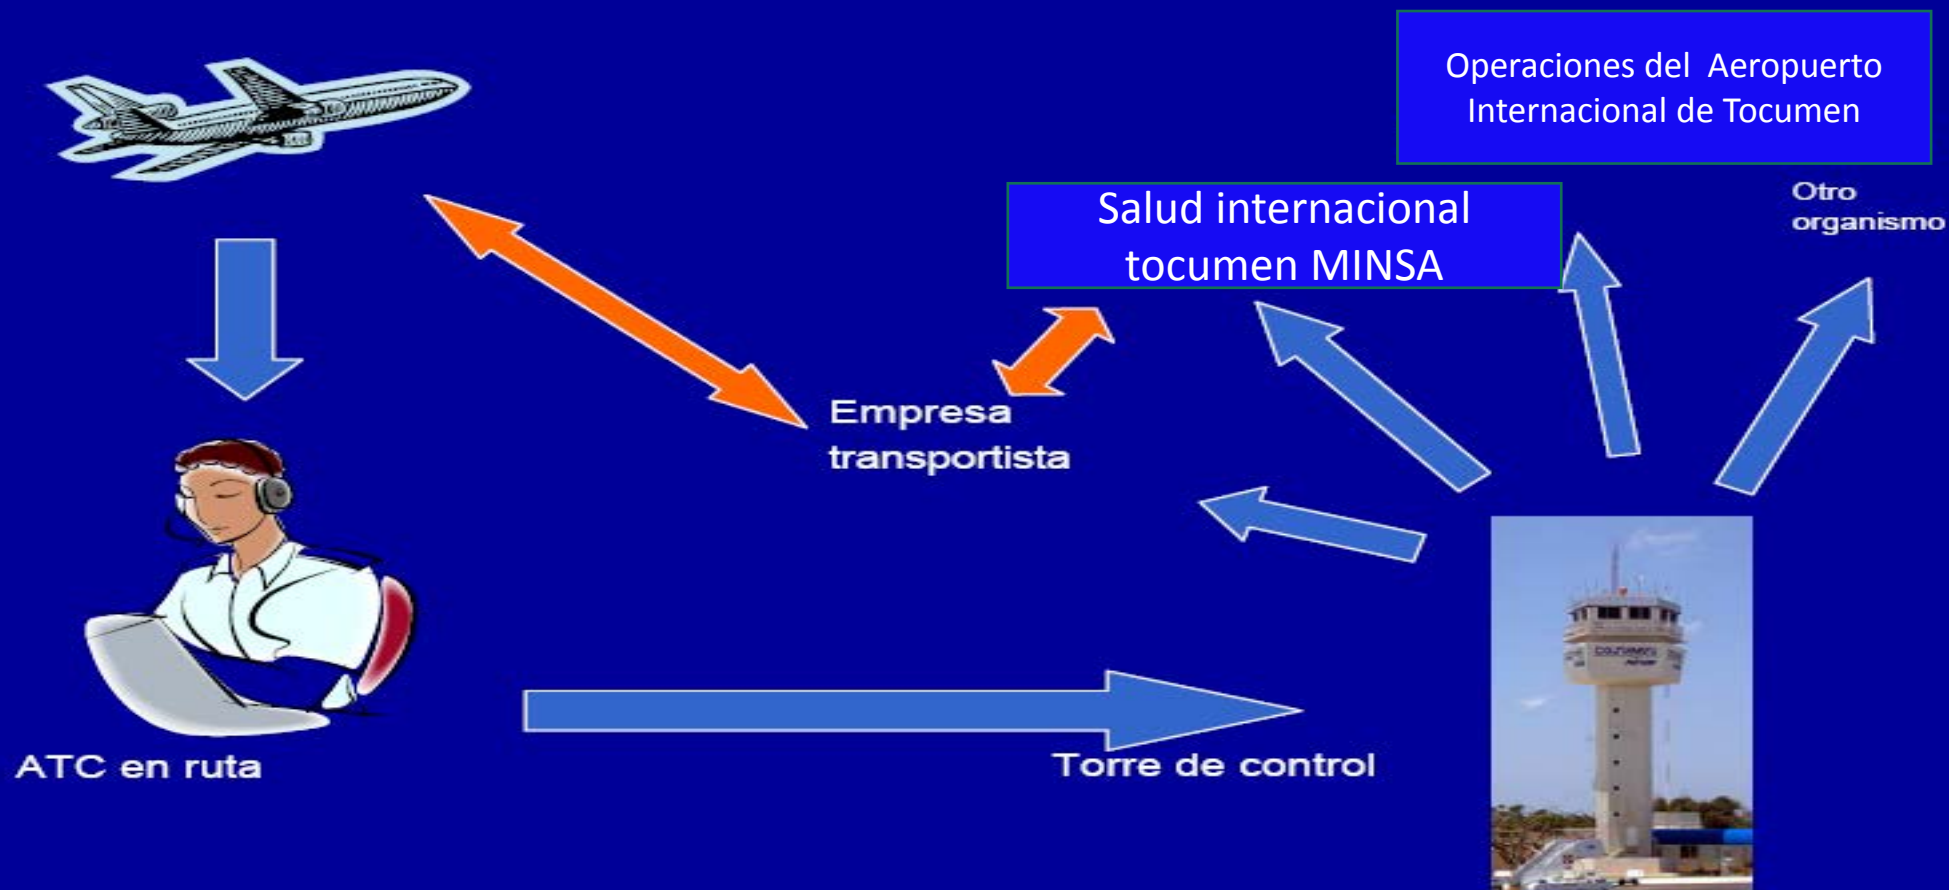 Operaciones del Aeropuerto
Internacional de Tocumen
Otro
organismo
Salud internacional
tocumen MINSA
Empresa
transportista
ATC en ruta
Torre de control